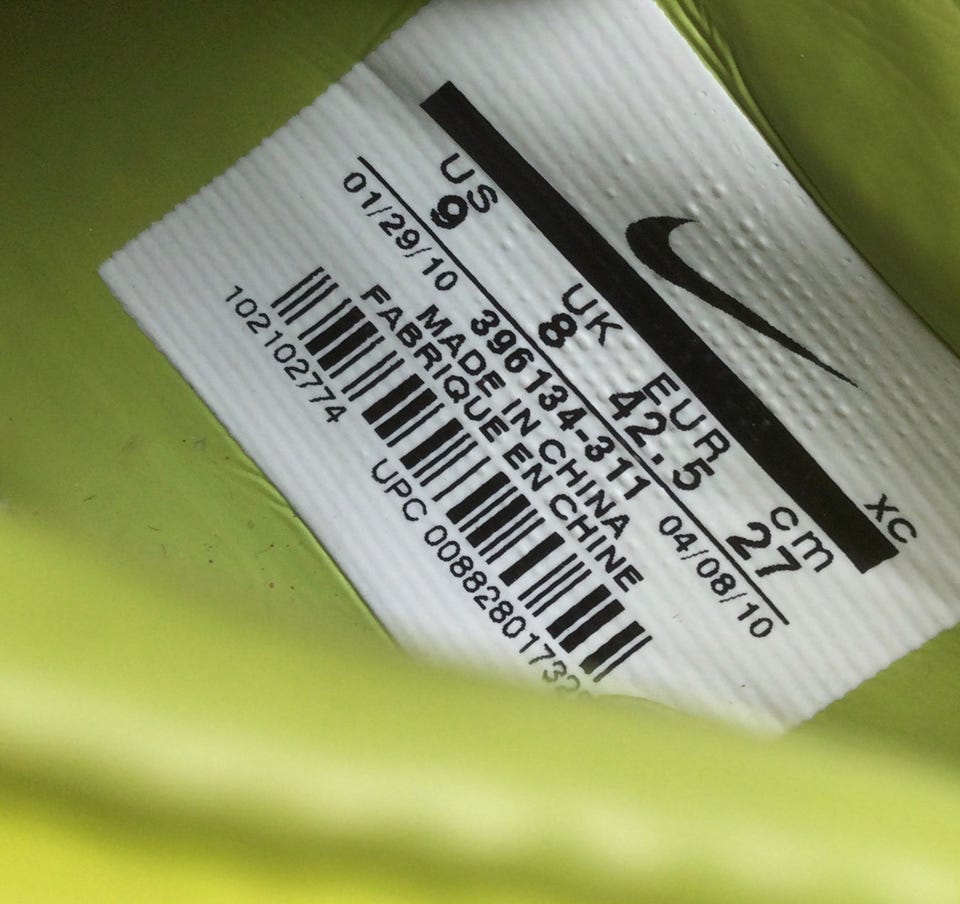 XC
US UK EUR cm
9 8 42.5 27
01/29/10 396134-311 04/08/10
MADE IN CHINA
FABRIQUE EN CHINE
102102774
UPC 00882801732